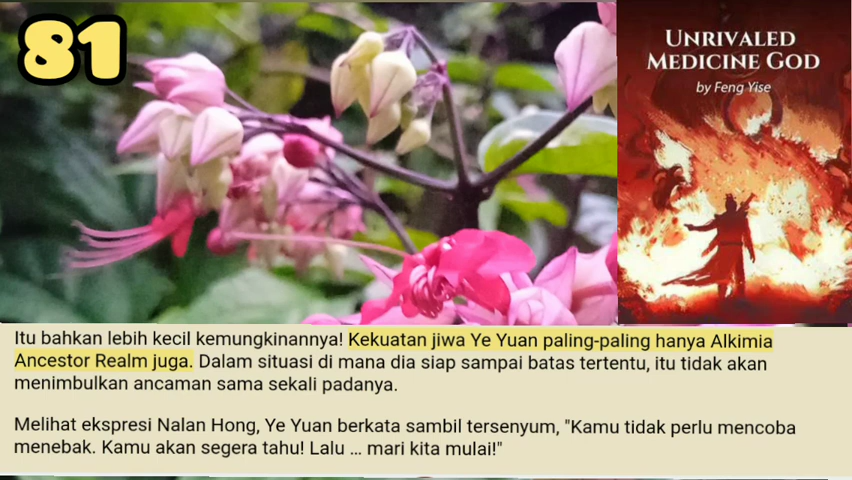 81
UNRIVALED
MEDICINE GOD
by Feng Yise
Itu bahkan lebih kecil kemungkinannya! Kekuatan jiwa Ye Yuan paling-paling hanya Alkimia
Ancestor Realm juga. Dalam situasi di mana dia siap sampai batas tertentu, itu tidak akan
menimbulkan ancaman sama sekali padanya.
Melihat ekspresi Nalan Hong, Ye Yuan berkata sambil tersenyum, "Kamu tidak perlu mencoba
menebak. Kamu akan segera tahu! Lalu … mari kita mulai!"